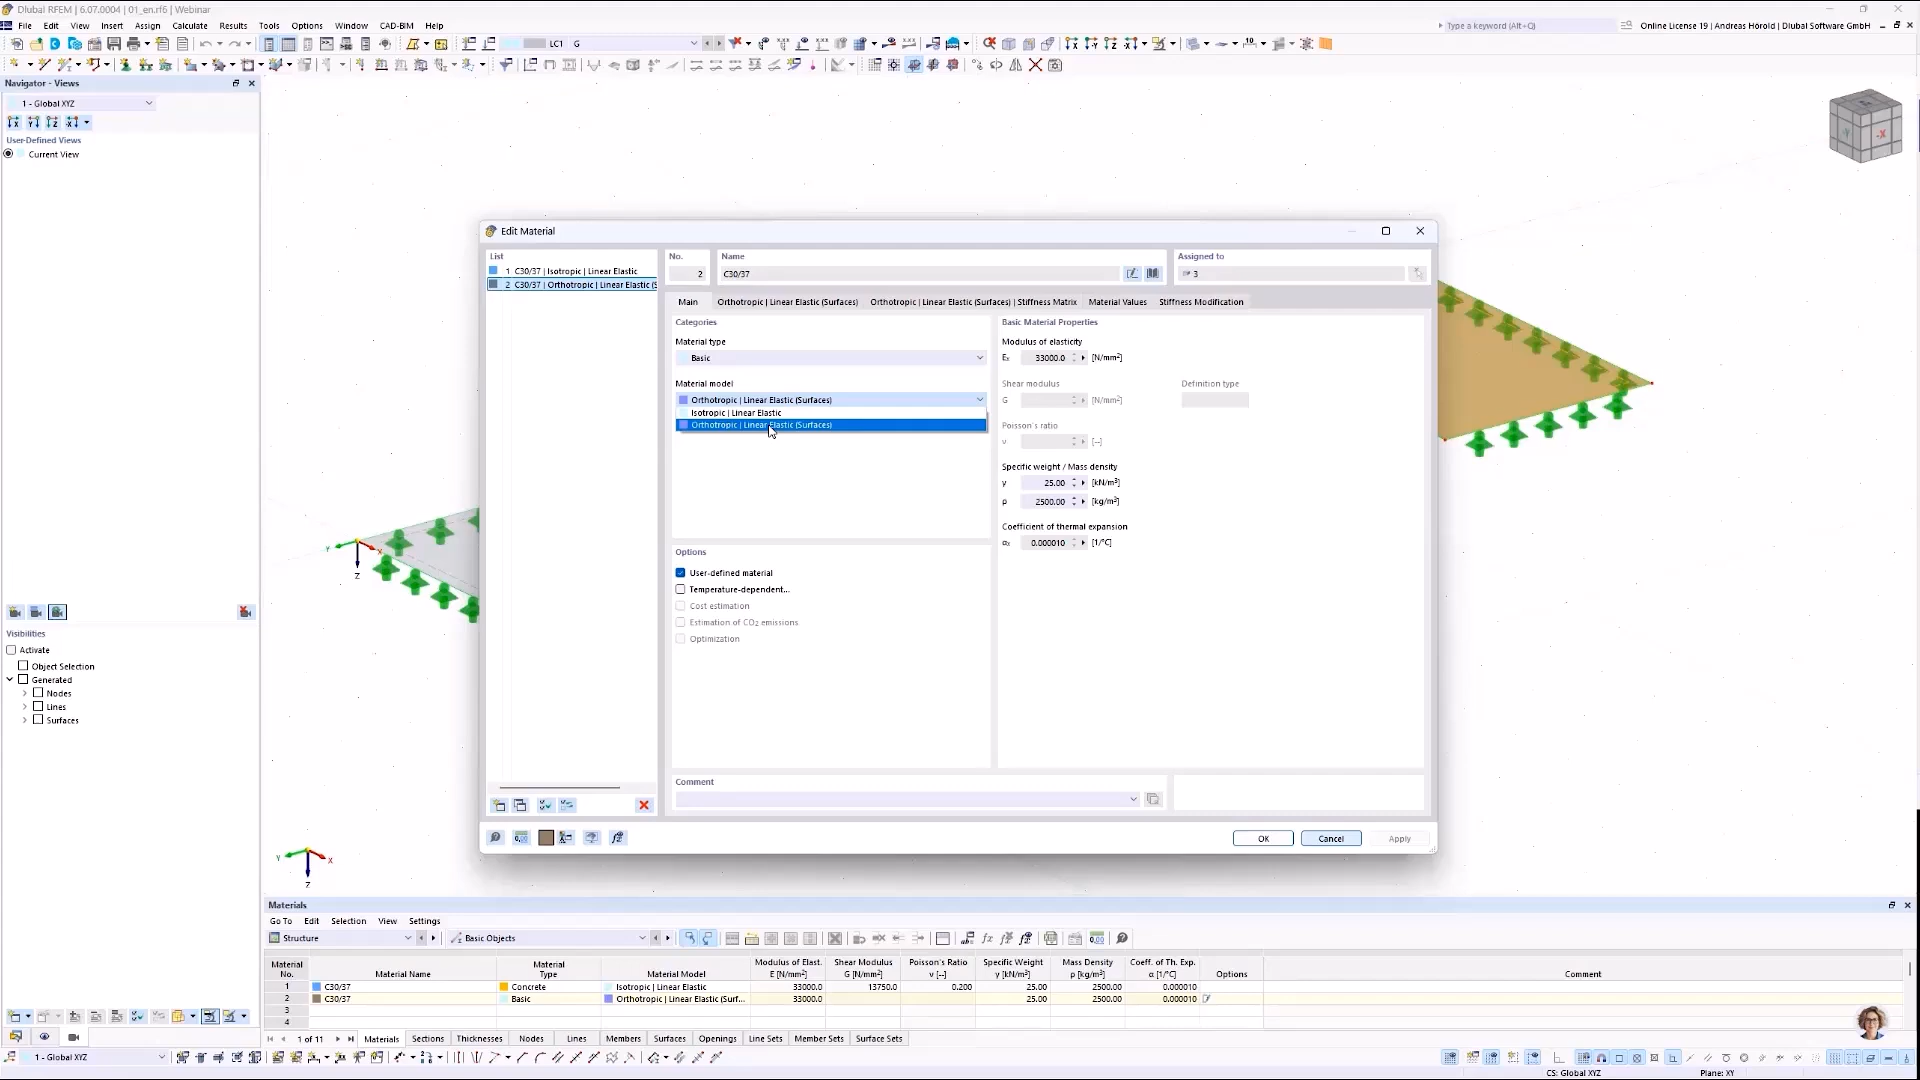 Dlubal RFEM | 6.07.0004 | 01_en.rf6 | Webinar
File Edit View Insert Assign Calculate Results Tools Options Window CAD-BIM Help
Type a keyword (Alt+Q)
Online License 19 | Andreas Hörold | Dlubal Software GmbH
LC1 G
Navigator - Views
1 - Global XYZ
User-Defined Views
Current View
Visibilities
Activate
Object Selection
Generated
Nodes
Lines
Surfaces
1 - Global XYZ
Edit Material
List
1 C30/37 | Isotropic | Linear Elastic
2 C30/37 | Orthotropic | Linear Elastic (S
No.
2
Name
C30/37
Assigned to
3
Main
Orthotropic | Linear Elastic (Surfaces)
Orthotropic | Linear Elastic (Surfaces) | Stiffness Matrix
Material Values
Stiffness Modification
Categories
Material type
Basic
Material model
Orthotropic | Linear Elastic (Surfaces)
Isotropic | Linear Elastic
Orthotropic | Linear Elastic (Surfaces)
Options
User-defined material
Temperature-dependent...
Cost estimation
Estimation of CO2 emissions
Optimization
Basic Material Properties
Modulus of elasticity
Ex 33000.0 [N/mm²]
Shear modulus
Definition type
G [N/mm²]
Poisson's ratio
ν [--]
Specific weight / Mass density
γ 25.00 [kN/m³]
ρ 2500.00 [kg/m³]
Coefficient of thermal expansion
αx 0.000010 [1/°C]
Comment
OK
Cancel
Apply
Y X Z
Y X Z
-X
Materials
Go To Edit Selection View Settings
Structure
Basic Objects
Material No.
Material Name
Material Type
Material Model
Modulus of Elast. E [N/mm²]
Shear Modulus G [N/mm²]
Poisson's Ratio ν [--]
Specific Weight γ [kN/m³]
Mass Density ρ [kg/m³]
Coeff. of Th. Exp. α [1/°C]
Options
Comment
1 C30/37 Concrete Isotropic | Linear Elastic 33000.0 13750.0 0.200 25.00 2500.00 0.000010
2 C30/37 Basic Orthotropic | Linear Elastic (Surf... 33000.0 25.00 2500.00 0.000010
3
4
1 of 11 Materials Sections Thicknesses Nodes Lines Members Surfaces Openings Line Sets Member Sets Surface Sets
CS: Global XYZ
Plane: XY